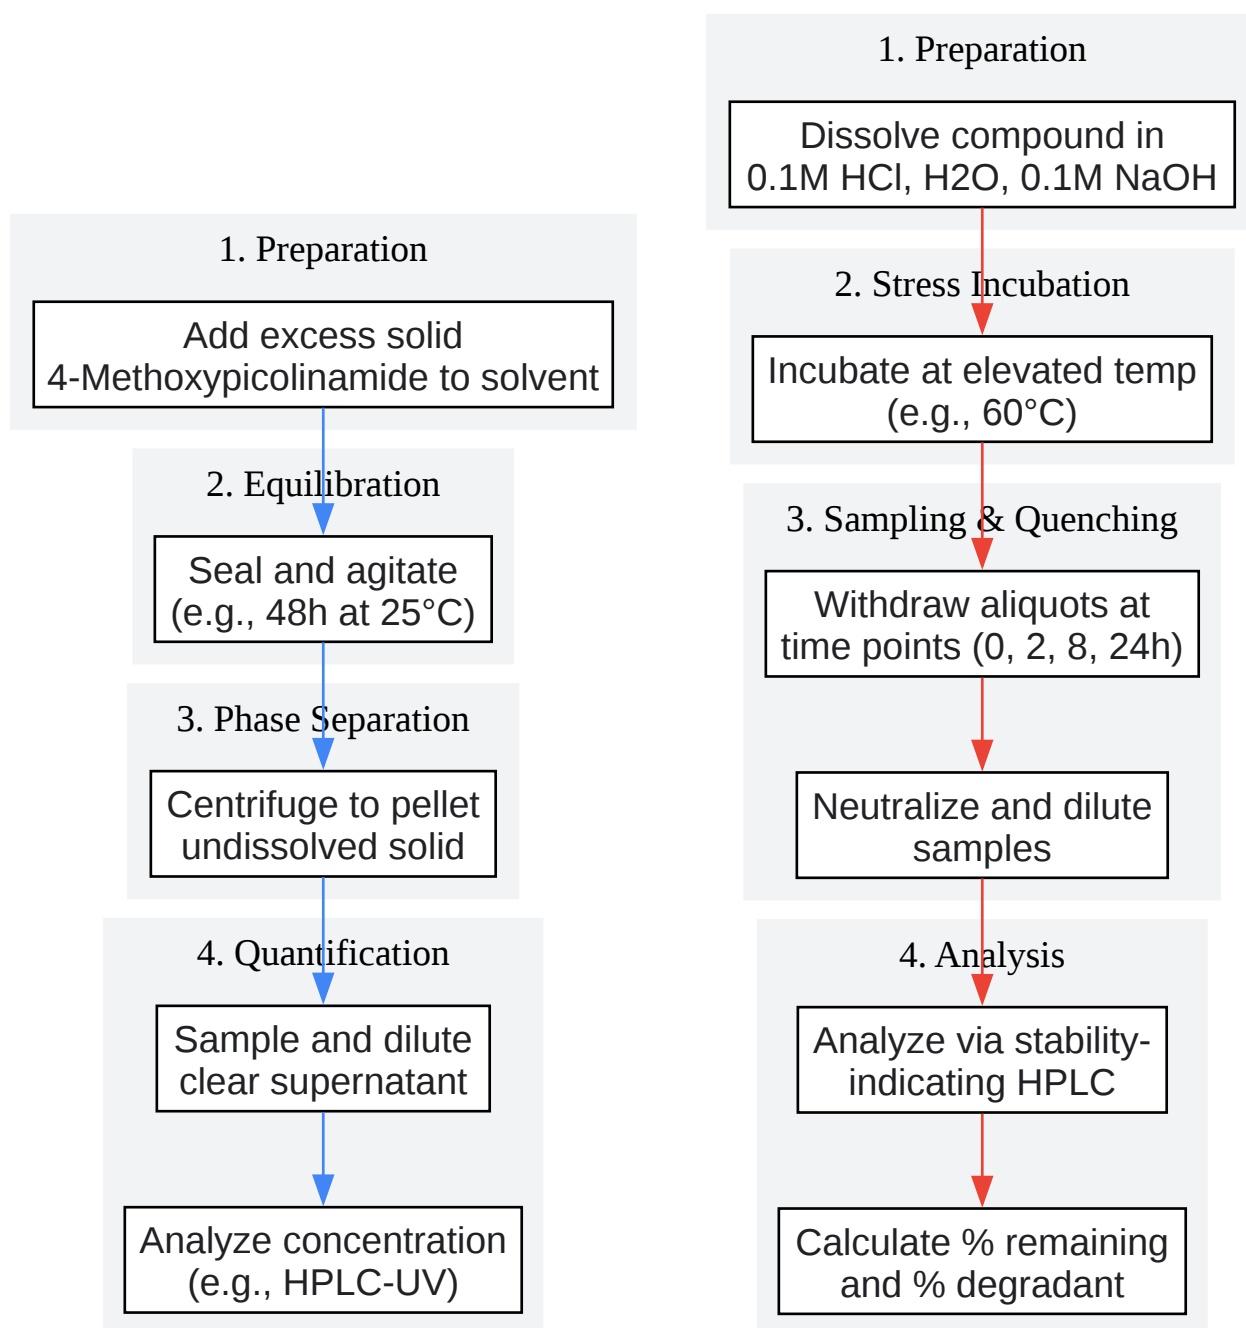 1. Preparation
Add excess solid
4-Methoxypicolinamide to solvent
2. Equilibration
Seal and agitate
(e.g., 48h at 25°C)
3. Phase Separation
Centrifuge to pellet
undissolved solid
4. Quantification
Sample and dilute
clear supernatant
Analyze concentration
(e.g., HPLC-UV)
1. Preparation
Dissolve compound in
0.1M HCl, H2O, 0.1M NaOH
2. Stress Incubation
Incubate at elevated temp
(e.g., 60°C)
3. Sampling & Quenching
Withdraw aliquots at
time points (0, 2, 8, 24h)
Neutralize and dilute
samples
4. Analysis
Analyze via stability-
indicating HPLC
Calculate % remaining
and % degradant